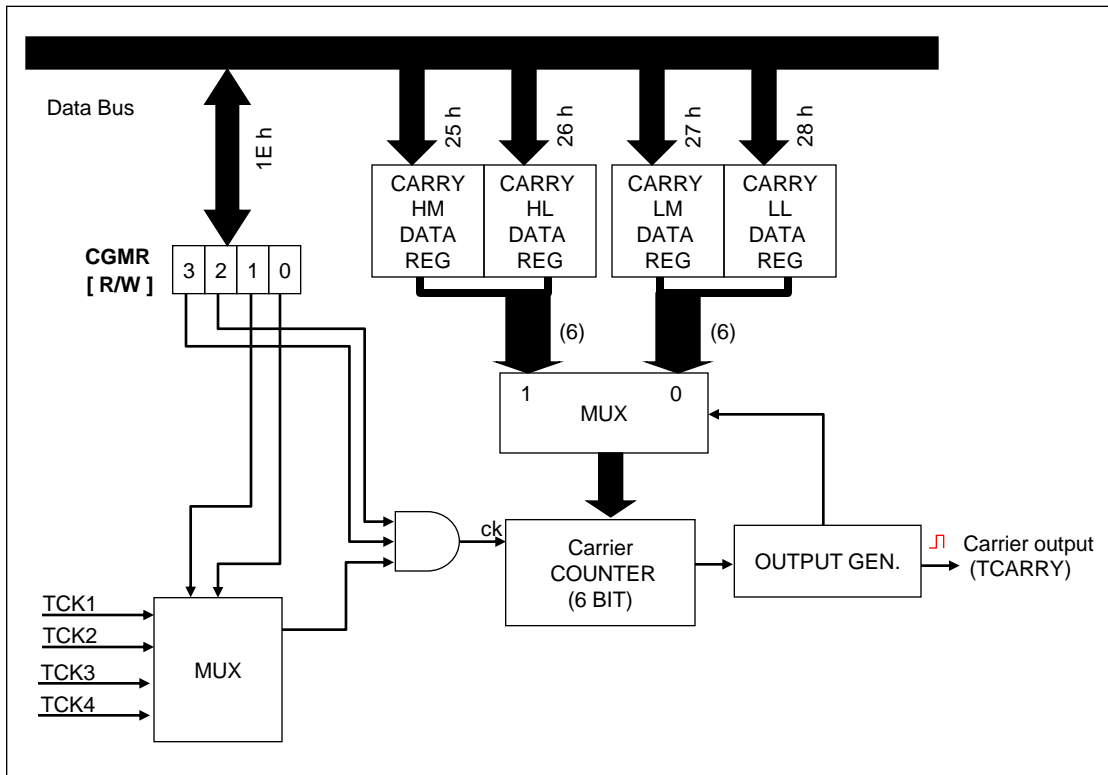 Data Bus
1E h
25 h
26 h
27 h
28 h
CARRY
HM
DATA
REG
CARRY
HL
DATA
REG
CARRY
LM
DATA
REG
CARRY
LL
DATA
REG
CGMR
[ R/W ]
3 2 1 0
(6)
(6)
1 0
MUX
ck
Carrier
COUNTER
(6 BIT)
OUTPUT GEN.
Carrier output
(TCARRY)
TCK1
TCK2
TCK3
TCK4
MUX